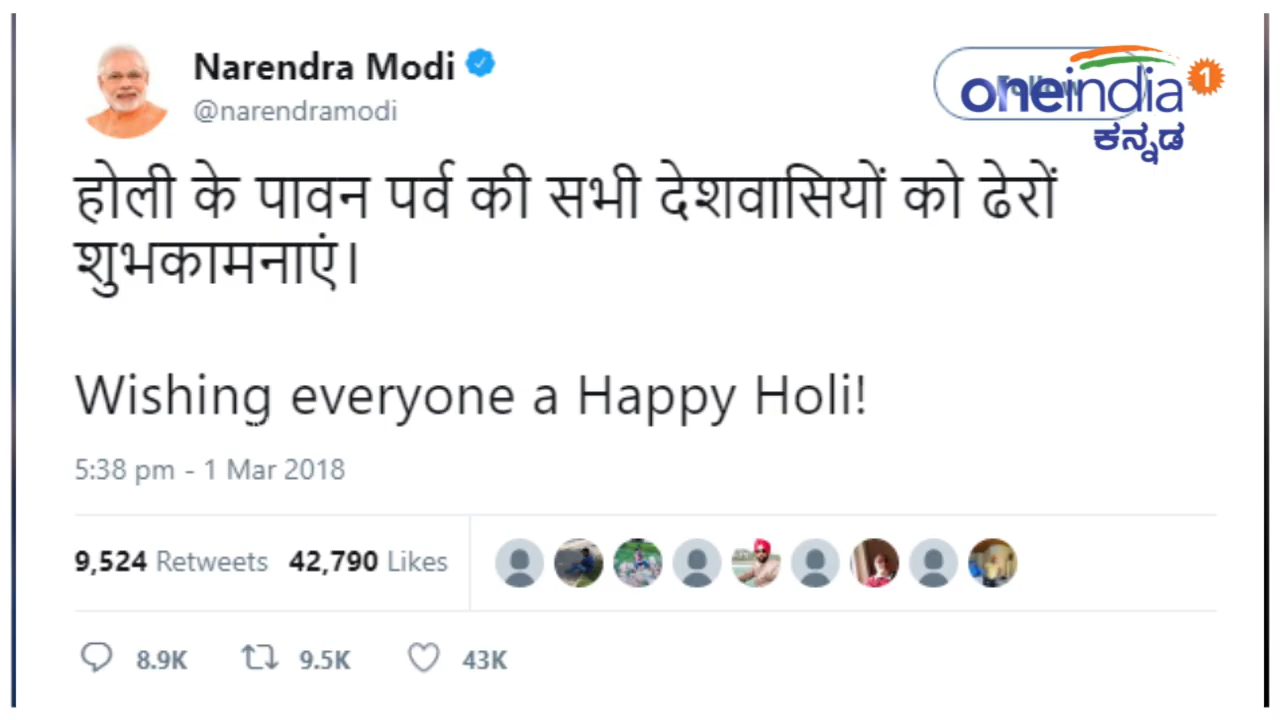 Narendra Modi
@narendramodi
oneindia 1
ಕನ್ನಡ
होली के पावन पर्व की सभी देशवासियों को ढेरों
शुभकामनाएं।
Wishing everyone a Happy Holi!
5:38 pm - 1 Mar 2018
9,524 Retweets 42,790 Likes
8.9K 9.5K 43K